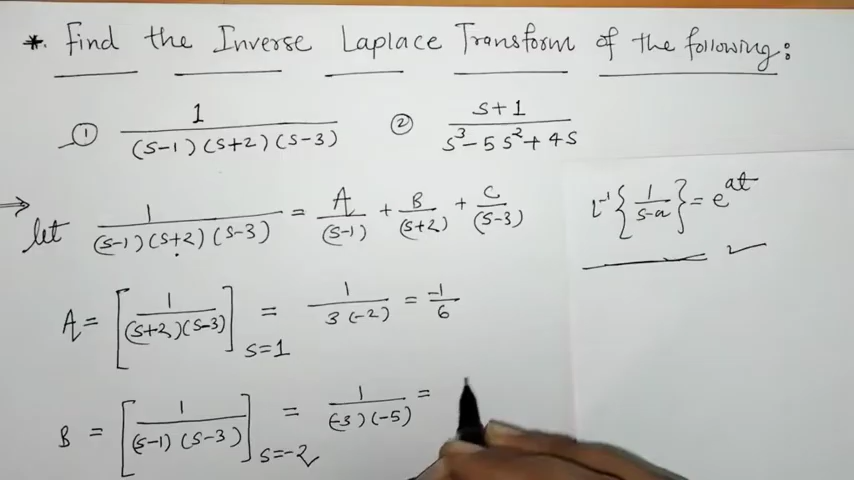 *. Find the Inverse Laplace Transform of the following:
① 1/((s-1)(s+2)(s-3)) ② (s+1)/(s³-5s²+4s)
⇒ let 1/((s-1)(s+2)(s-3)) = A/(s-1) + B/(s+2) + C/(s-3)
L⁻¹{1/(s-a)} = e^(at) ✓
A = [1/((s+2)(s-3))]_(s=1) = 1/(3(-2)) = -1/6
B = [1/((s-1)(s-3))]_(s=-2) = 1/((-3)(-5)) =